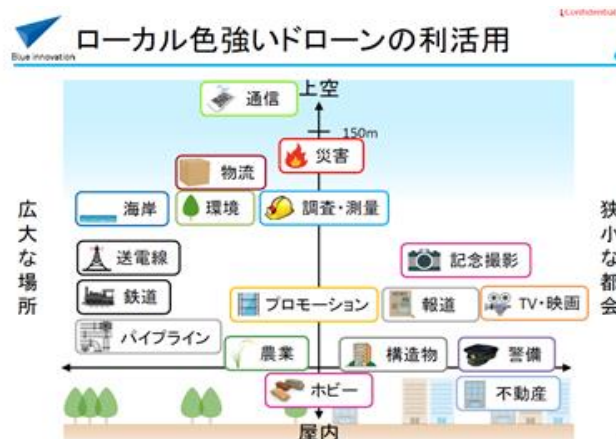 Confidential
Blue innovation
ローカル色強いドローンの利活用
上空
通信
150m
災害
物流
海岸
環境
調査・測量
広大な場所
狭小な都会
送電線
記念撮影
鉄道
プロモーション
報道
TV・映画
パイプライン
農業
構造物
警備
ホビー
不動産
屋内